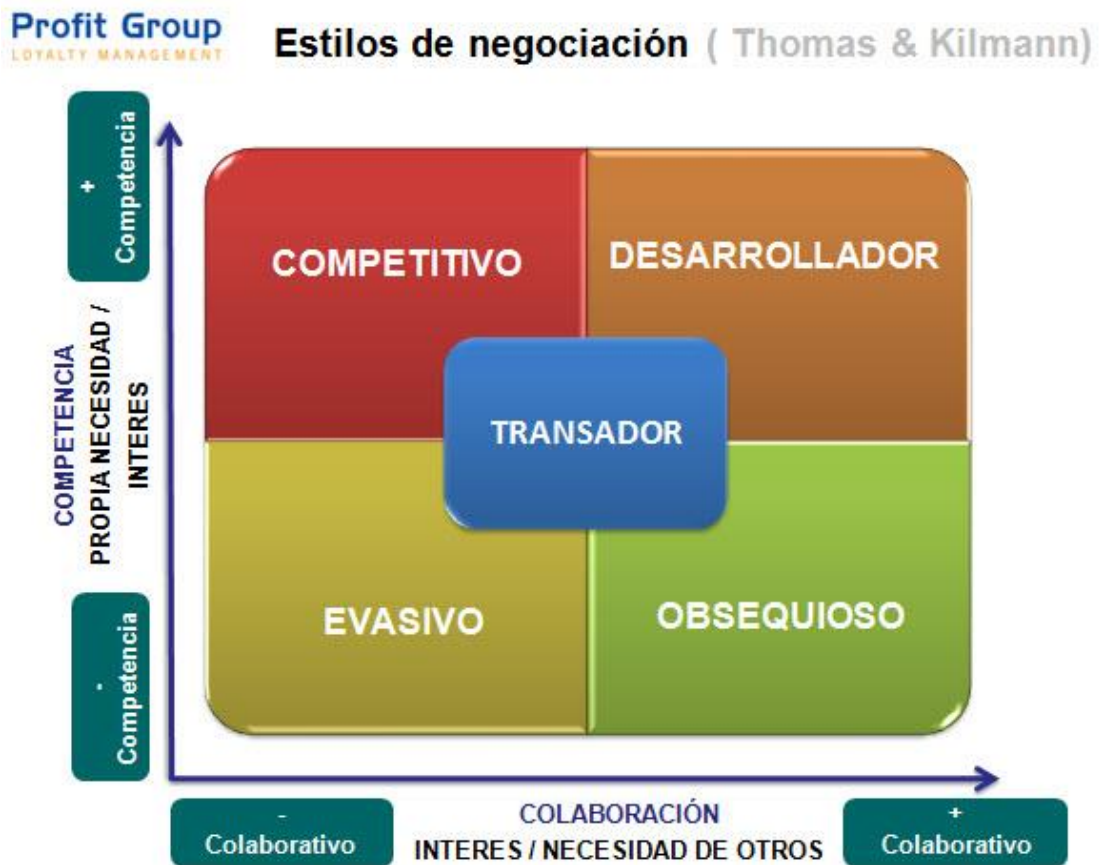 Profit Group
LOYALTY MANAGEMENT
Estilos de negociación ( Thomas & Kilmann)
+
Competencia
COMPETENCIA
PROPIA NECESIDAD /
INTERES
-
Competencia
COMPETITIVO
DESARROLLADOR
TRANSADOR
EVASIVO
OBSEQUIOSO
-
Colaborativo
COLABORACIÓN
INTERES / NECESIDAD DE OTROS
+
Colaborativo